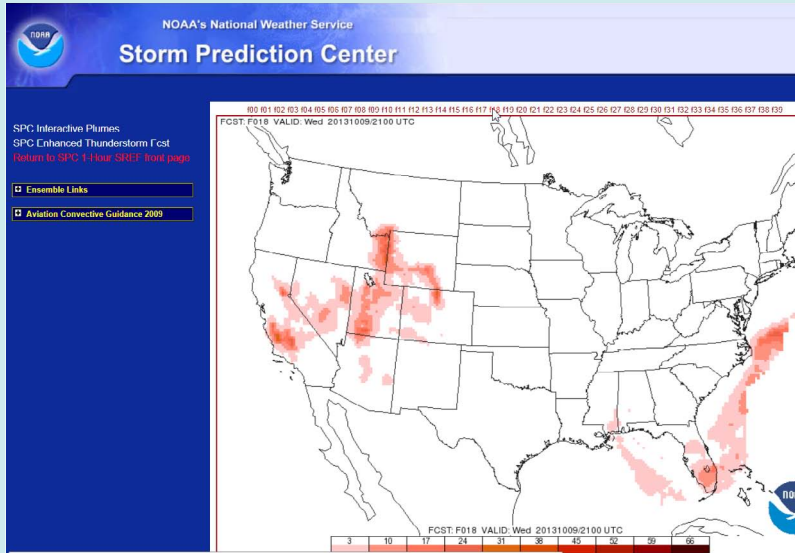 NOAA
NOAA's National Weather Service
Storm Prediction Center
SPC Interactive Plumes
SPC Enhanced Thunderstorm Fcst
Return to SPC 1-Hour SREF front page
Ensemble Links
Aviation Convective Guidance 2009
f00 f01 f02 f03 f04 f05 f06 f07 f08 f09 f10 f11 f12 f13 f14 f15 f16 f17 f18 f19 f20 f21 f22 f23 f24 f25 f26 f27 f28 f29 f30 f31 f32 f33 f34 f35 f36 f37 f38 f39
FCST: F018 VALID: Wed 20131009/2100 UTC
FCST: F018 VALID: Wed 20131009/2100 UTC
3 10 17 24 31 38 45 52 59 66